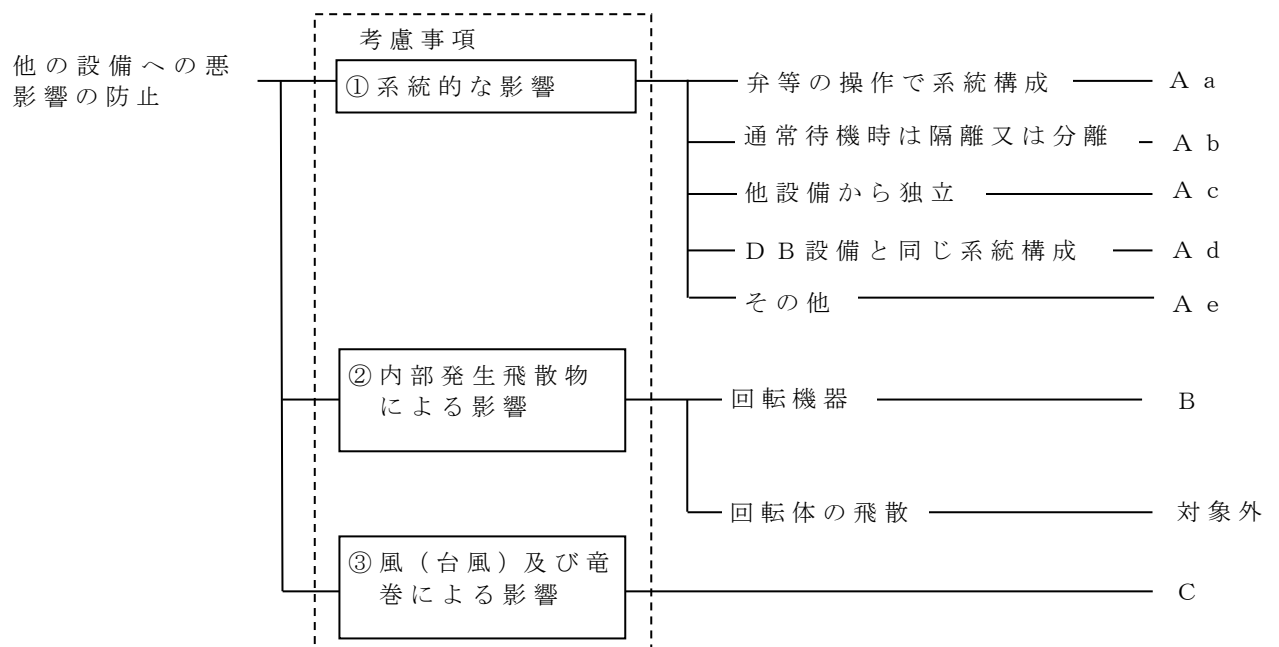 考慮事項
他の設備への悪
影響の防止
①系統的な影響
弁等の操作で系統構成
Ａａ
通常待機時は隔離又は分離
Ａｂ
他設備から独立
Ａｃ
ＤＢ設備と同じ系統構成
Ａｄ
その他
Ａｅ
②内部発生飛散物
による影響
回転機器
Ｂ
回転体の飛散
対象外
③風（台風）及び竜
巻による影響
Ｃ